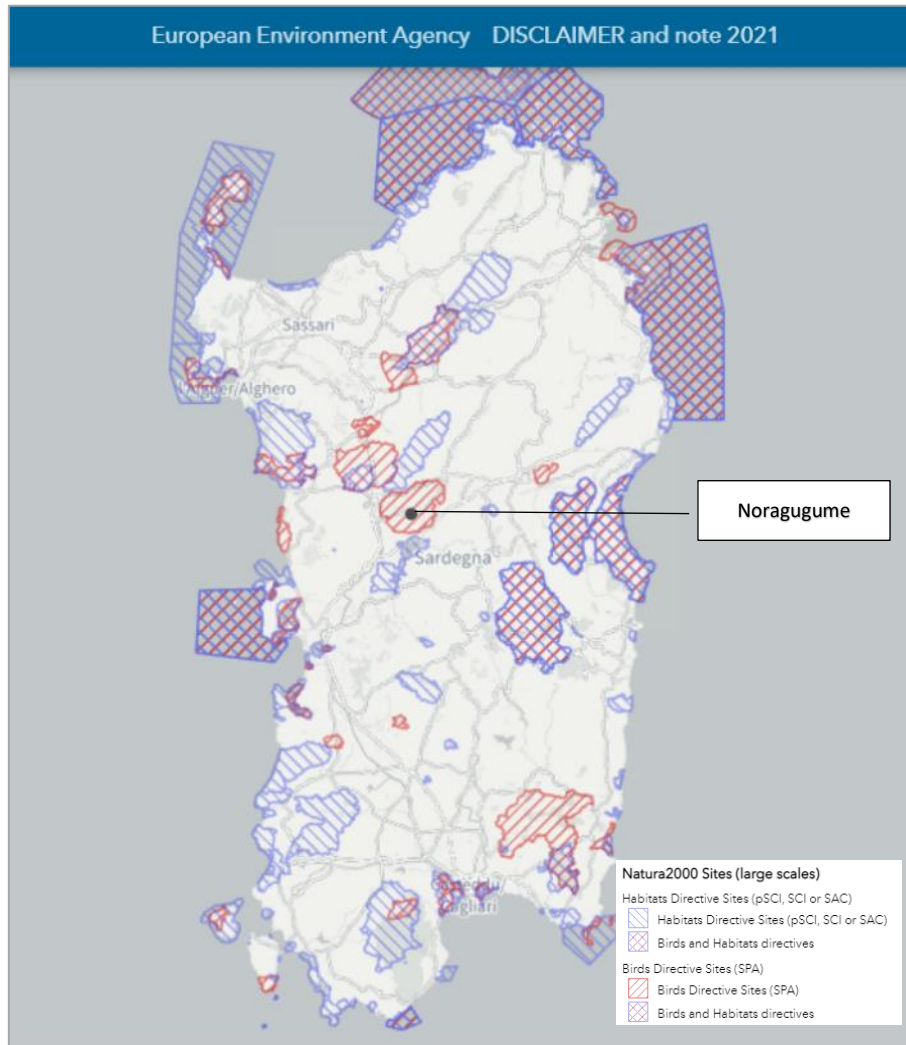 European Environment Agency DISCLAIMER and note 2021
Sassari
L'Alguer/Alghero
Noragugume
Sardegna
Cagliari
Natura2000 Sites (large scales)
Habitats Directive Sites (pSCI, SCI or SAC)
Habitats Directive Sites (pSCI, SCI or SAC)
Birds and Habitats directives
Birds Directive Sites (SPA)
Birds Directive Sites (SPA)
Birds and Habitats directives